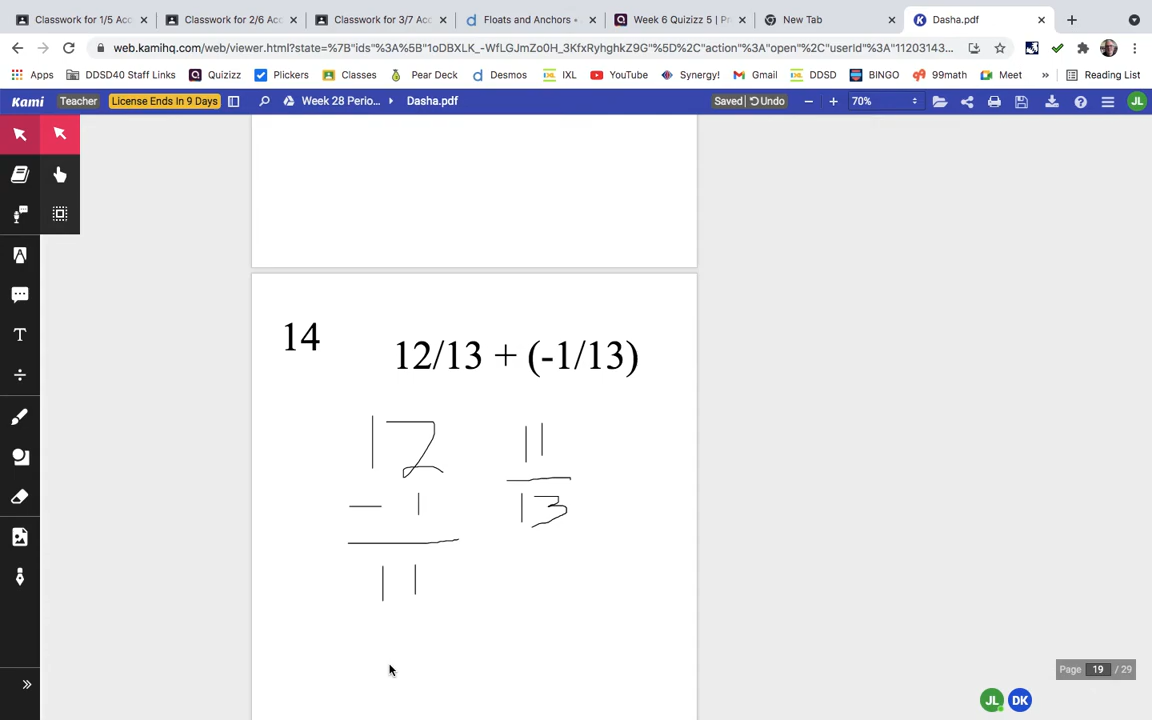 Classwork for 1/5 Acc
Classwork for 2/6 Acc
Classwork for 3/7 Acc
Floats and Anchors •
Week 6 Quizizz 5 | Pr
New Tab
Dasha.pdf
web.kamihq.com/web/viewer.html?state=%7B"ids"%3A%5B"1oDBXLK_-WfLGJmZo0H_3KfxRyhghkZ9G"%5D%2C"action"%3A"open"%2C"userId"%3A"11203143...
Apps
DDSD40 Staff Links
Quizizz
Plickers
Classes
Pear Deck
Desmos
IXL
YouTube
Synergy!
Gmail
DDSD
BINGO
99math
Meet
»
Reading List
Kami
Teacher
License Ends In 9 Days
Week 28 Perio...
Dasha.pdf
Saved
Undo
70%
JL
14
12/13 + (-1/13)
12
- 1
11
11
13
Page 19 / 29
JL DK